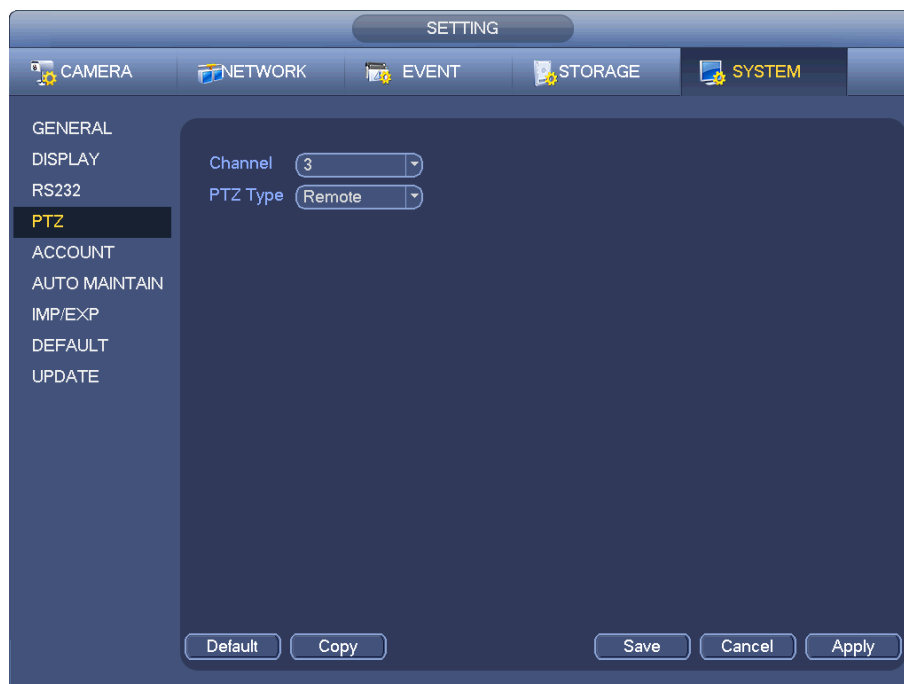 SETTING
CAMERA NETWORK EVENT STORAGE SYSTEM
GENERAL
DISPLAY
RS232
PTZ
ACCOUNT
AUTO MAINTAIN
IMP/EXP
DEFAULT
UPDATE
Channel 3
PTZ Type Remote
Default Copy Save Cancel Apply